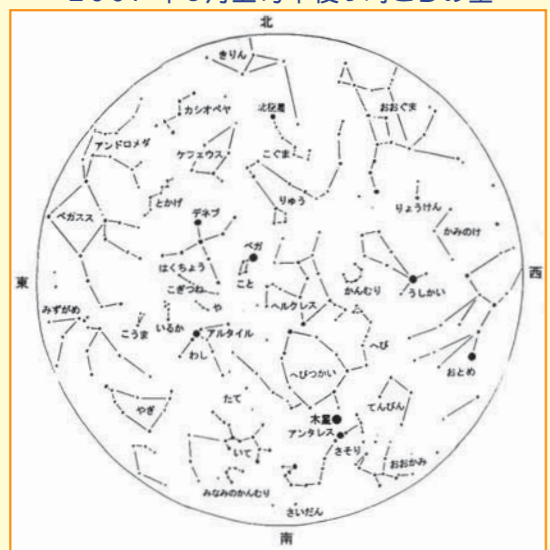 北
きりん
カシオペヤ
北極星
おおぐま
アンドロメダ
ケフェウス
こぐま
とかげ
りゅう
りょうけん
ペガスス
デネブ
かみのけ
ベガ
はくちょう
東
西
こぎつね
こと
かんむり
うしかい
みずがめ
や
ヘルクレス
こうま
いるか
アルタイル
へび
わし
へびつかい
おとめ
たて
やぎ
てんびん
木星
アンタレス
いて
さそり
おおかみ
みなみのかんむり
さいだん
南